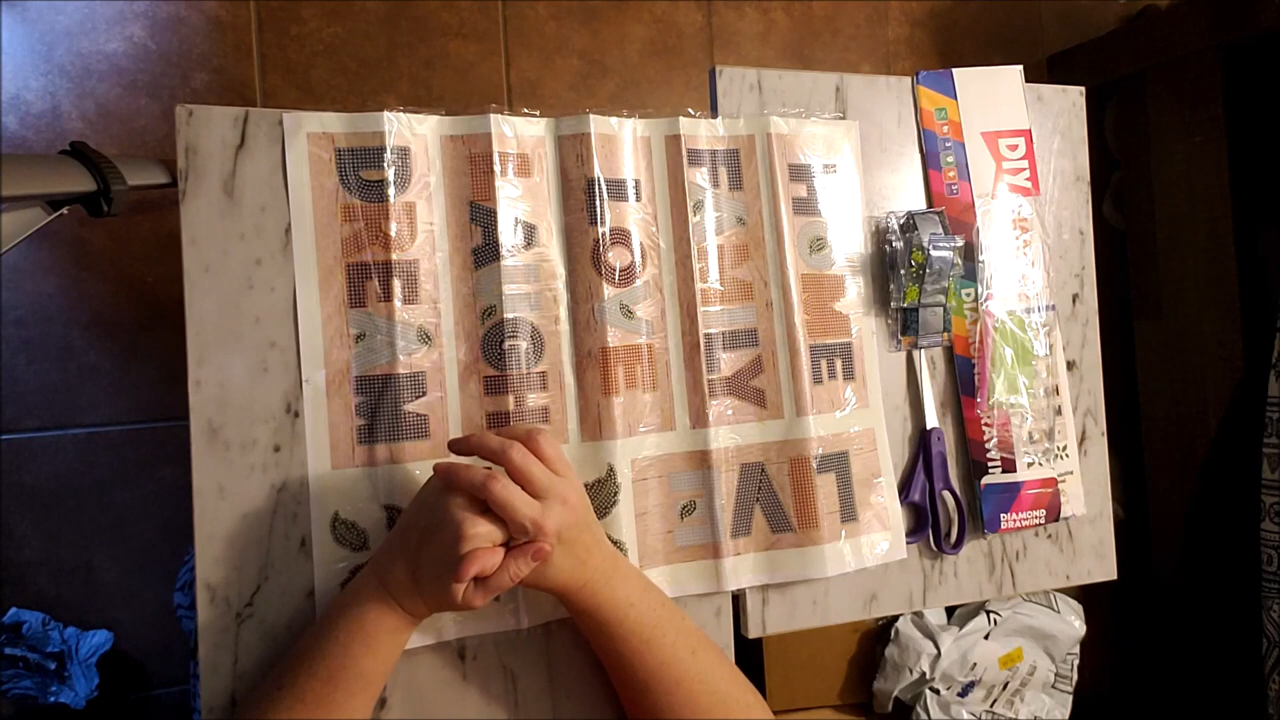 DREAM
LAUGH
LOVE
FAMILY
HOME
LIVE
DIY
DIAMOND
DRAWING